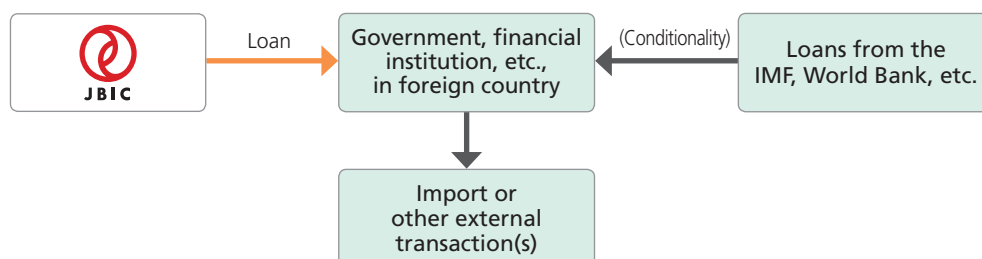 JBIC
Loan
Government, financial
institution, etc.,
in foreign country
(Conditionality)
Loans from the
IMF, World Bank, etc.
Import or
other external
transaction(s)